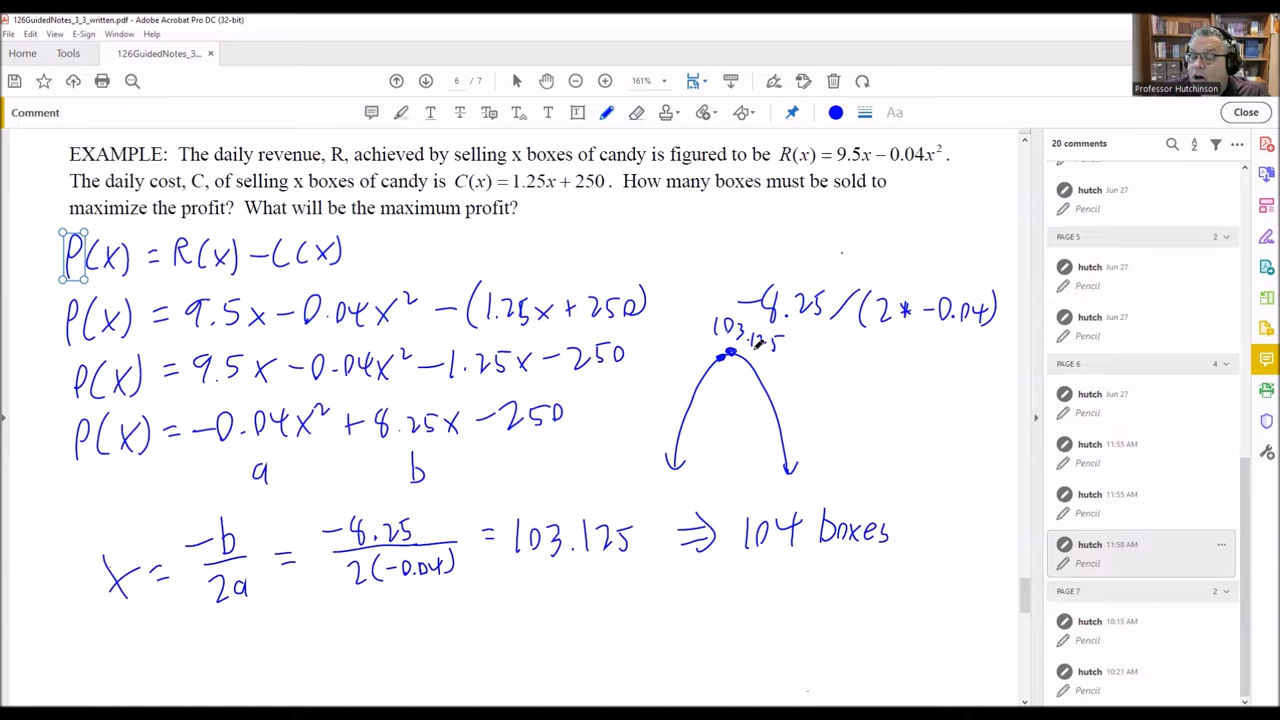 126GuidedNotes_3_3_written.pdf - Adobe Acrobat Pro DC (32-bit)
File Edit View E-Sign Window Help
Home Tools 126GuidedNotes_3... ×
6 / 7 161%
Comment Aa Close
Professor Hutchinson
EXAMPLE: The daily revenue, R, achieved by selling x boxes of candy is figured to be R(x) = 9.5x − 0.04x².
The daily cost, C, of selling x boxes of candy is C(x) = 1.25x + 250. How many boxes must be sold to
maximize the profit? What will be the maximum profit?
P(x) = R(x) − C(x)
P(x) = 9.5x − 0.04x² − (1.25x + 250)
P(x) = 9.5x − 0.04x² − 1.25x − 250
P(x) = −0.04x² + 8.25x − 250
a b
−8.25/(2 * −0.04)
103.125
x = −b/2a = −8.25/2(−0.04) = 103.125 ⇒ 104 boxes
20 comments
Pencil
hutch Jun 27
Pencil
PAGE 5 2
hutch Jun 27
Pencil
hutch Jun 27
Pencil
PAGE 6 4
hutch Jun 27
Pencil
hutch 11:55 AM
Pencil
hutch 11:55 AM
Pencil
hutch 11:58 AM ...
Pencil
PAGE 7 2
hutch 10:15 AM
Pencil
hutch 10:21 AM
Pencil